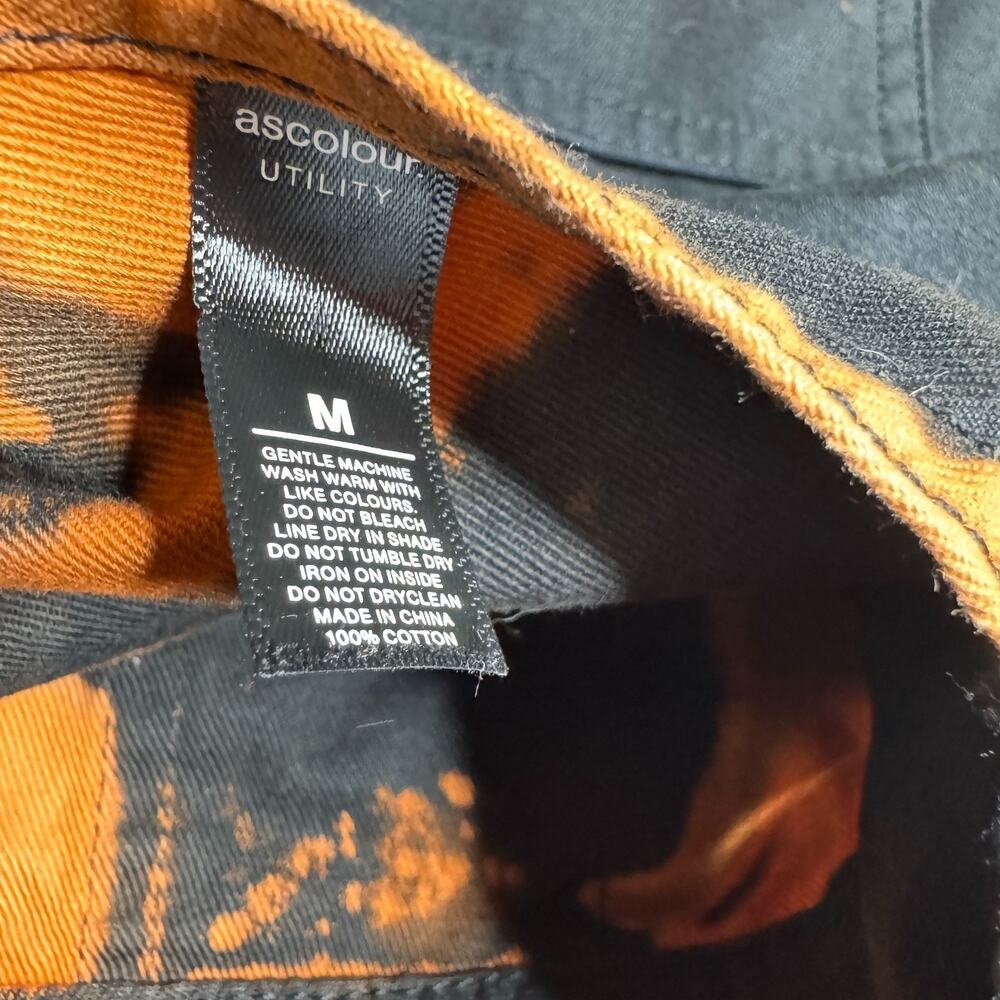 ascolour
UTILITY
M
GENTLE MACHINE
WASH WARM WITH
LIKE COLOURS.
DO NOT BLEACH
LINE DRY IN SHADE
DO NOT TUMBLE DRY
IRON ON INSIDE
DO NOT DRYCLEAN
MADE IN CHINA
100% COTTON